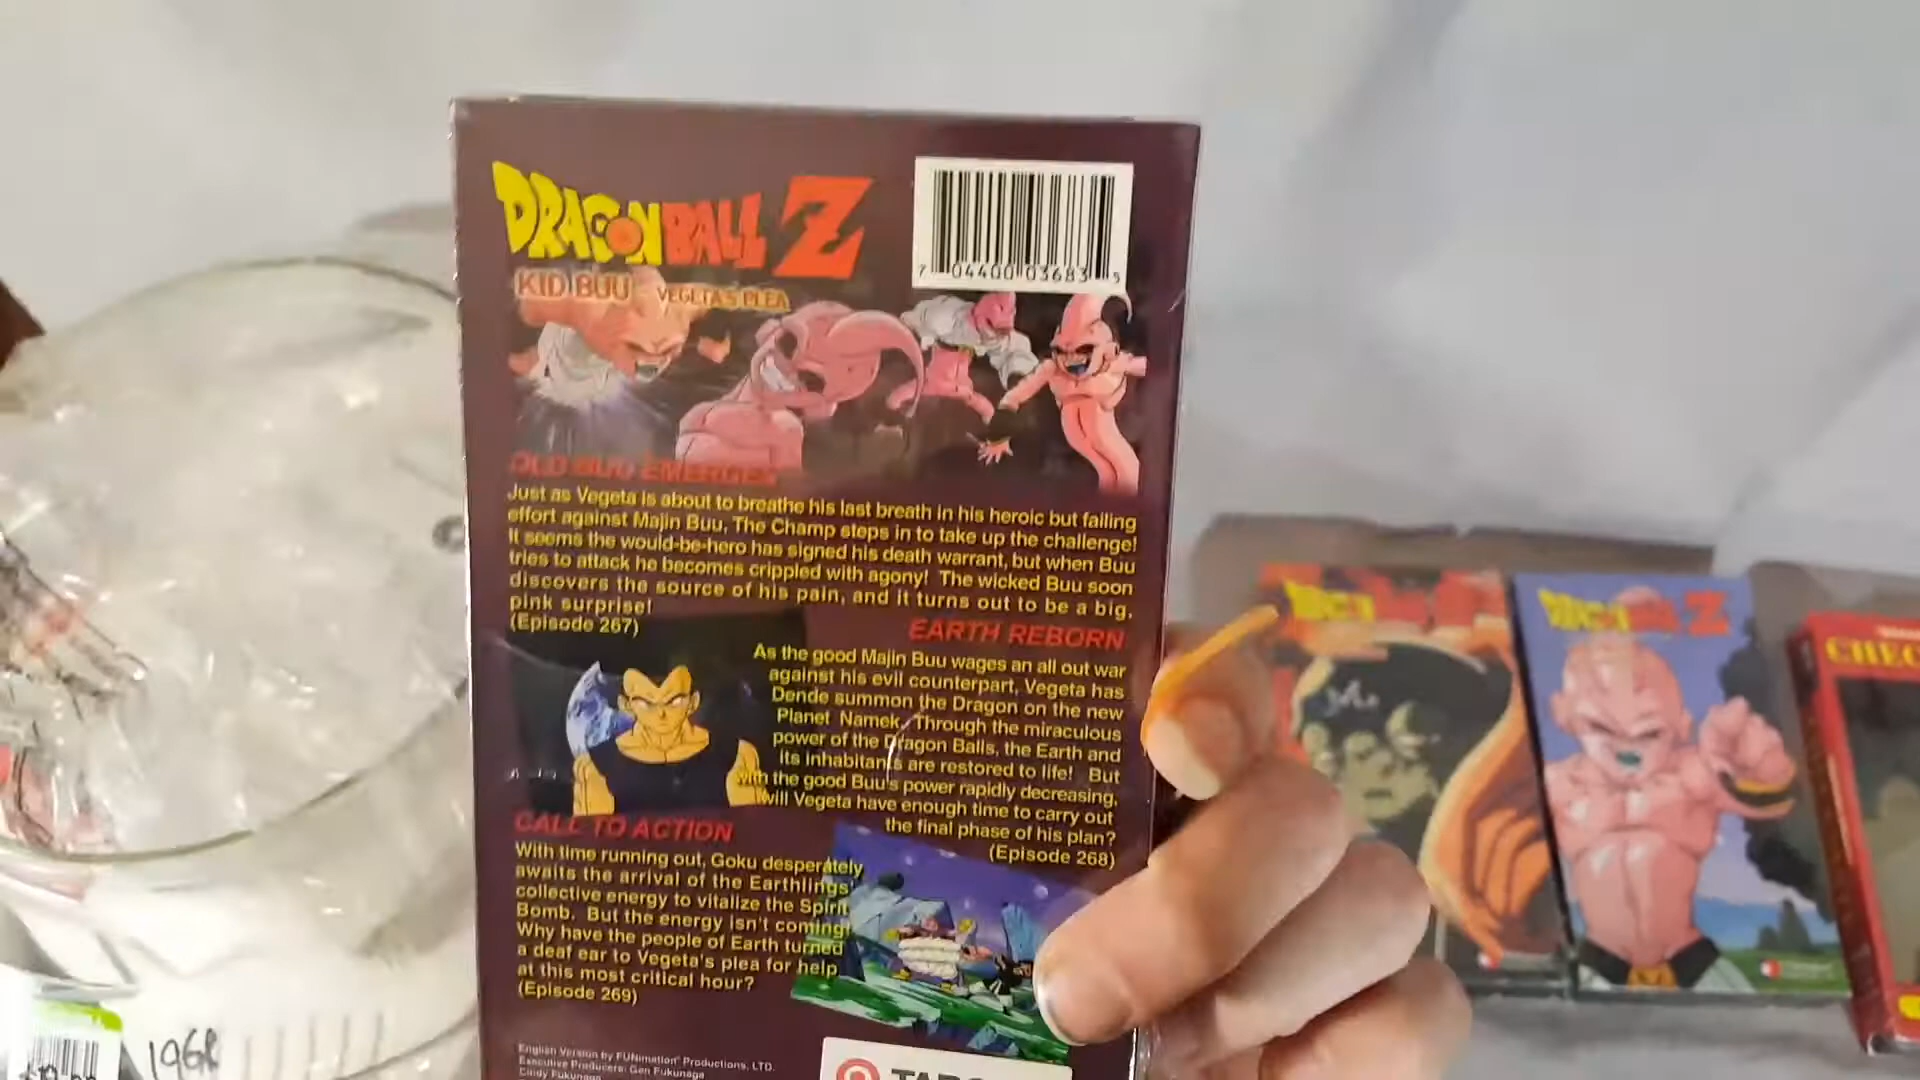 DRAGON BALL Z
KID BUU VEGETA'S PLEA
7 04400 03683 5
OLD BUU EMERGES
Just as Vegeta is about to breathe his last breath in his heroic but failing
effort against Majin Buu, The Champ steps in to take up the challenge!
It seems the would-be-hero has signed his death warrant, but when Buu
tries to attack he becomes crippled with agony! The wicked Buu soon
discovers the source of his pain, and it turns out to be a big,
pink surprise!
(Episode 267)
EARTH REBORN
As the good Majin Buu wages an all out war
against his evil counterpart, Vegeta has
Dende summon the Dragon on the new
Planet Namek. Through the miraculous
power of the Dragon Balls, the Earth and
its inhabitants are restored to life! But
with the good Buu's power rapidly decreasing,
will Vegeta have enough time to carry out
the final phase of his plan?
(Episode 268)
CALL TO ACTION
With time running out, Goku desperately
awaits the arrival of the Earthlings'
collective energy to vitalize the Spirit
Bomb. But the energy isn't coming!
Why have the people of Earth turned
a deaf ear to Vegeta's plea for help
at this most critical hour?
(Episode 269)
English Version by FUNimation® Productions, LTD.
Executive Producers: Gen Fukunaga
Cindy Fukunaga
DRAGON BALL Z
CHEC